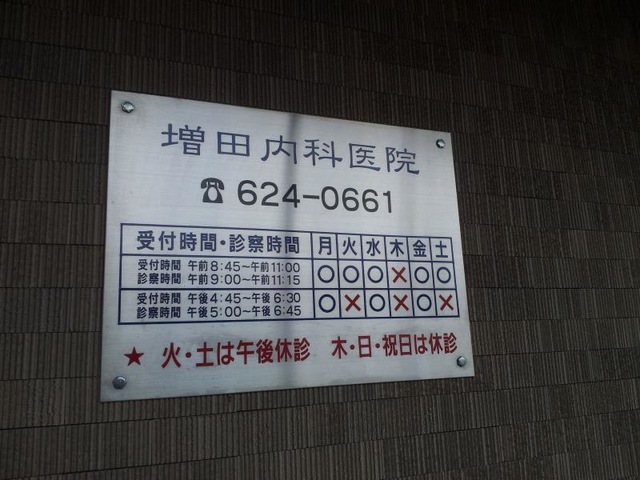 増田内科医院
☎ 624-0661
受付時間・診察時間 月 火 水 木 金 土
受付時間 午前8:45～午前11:00
診察時間 午前9:00～午前11:15 ○ ○ ○ × ○ ○
受付時間 午後4:45～午後6:30
診察時間 午後5:00～午後6:45 ○ × ○ × ○ ×
★ 火・土は午後休診 木・日・祝日は休診